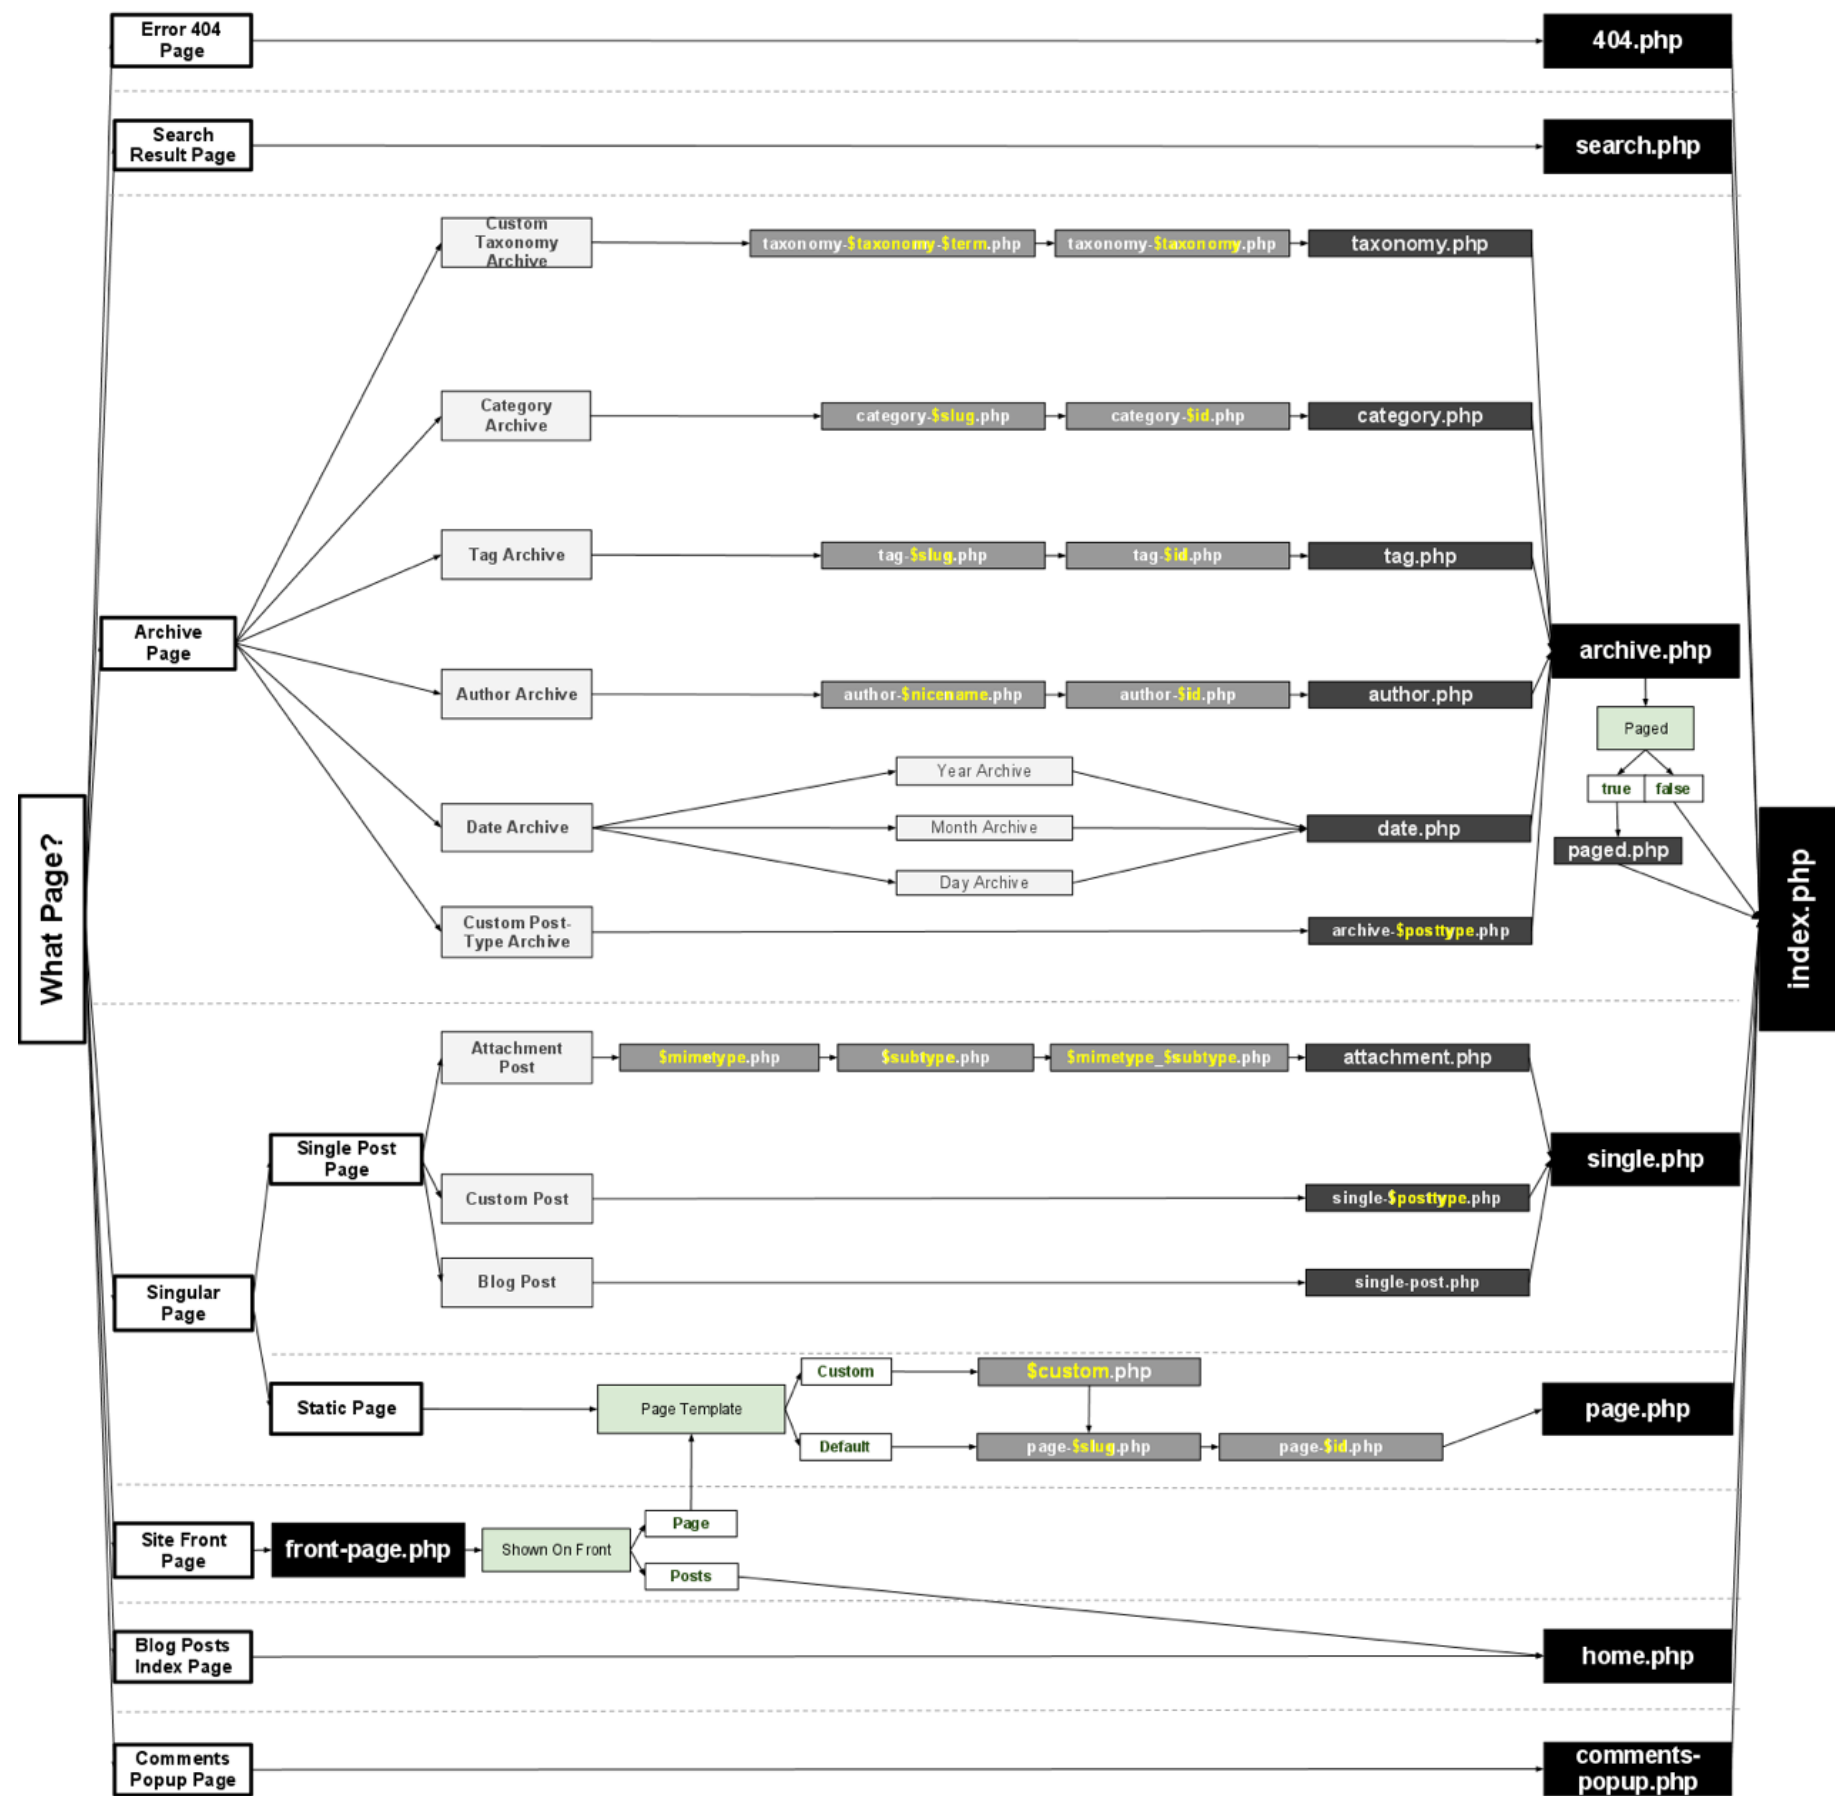 Error 404
Page
404.php
Search
Result Page
search.php
Custom
Taxonomy
Archive
taxonomy-$taxonomy-$term.php
taxonomy-$taxonomy.php
taxonomy.php
Category
Archive
category-$slug.php
category-$id.php
category.php
Tag Archive
tag-$slug.php
tag-$id.php
tag.php
Archive
Page
archive.php
Author Archive
author-$nicename.php
author-$id.php
author.php
Paged
true
false
paged.php
Year Archive
Date Archive
Month Archive
date.php
Day Archive
Custom Post-
Type Archive
archive-$posttype.php
What Page?
index.php
Attachment
Post
$mimetype.php
$subtype.php
$mimetype_$subtype.php
attachment.php
Single Post
Page
single.php
Custom Post
single-$posttype.php
Blog Post
single-post.php
Singular
Page
Custom
$custom.php
Static Page
Page Template
page.php
Default
page-$slug.php
page-$id.php
Site Front
Page
front-page.php
Shown On Front
Page
Posts
Blog Posts
Index Page
home.php
Comments
Popup Page
comments-
popup.php